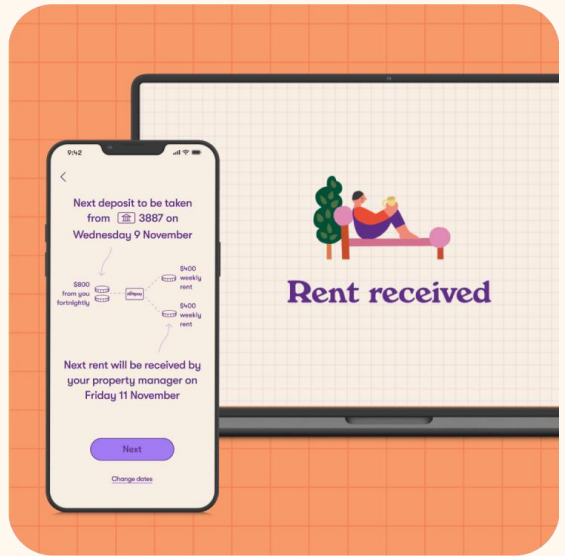 9:42
Next deposit to be taken
from 3887 on
Wednesday 9 November
$800
from you
fortnightly
$400
weekly
rent
$400
weekly
rent
Next rent will be received by
your property manager on
Friday 11 November
Next
Change dates
Rent received